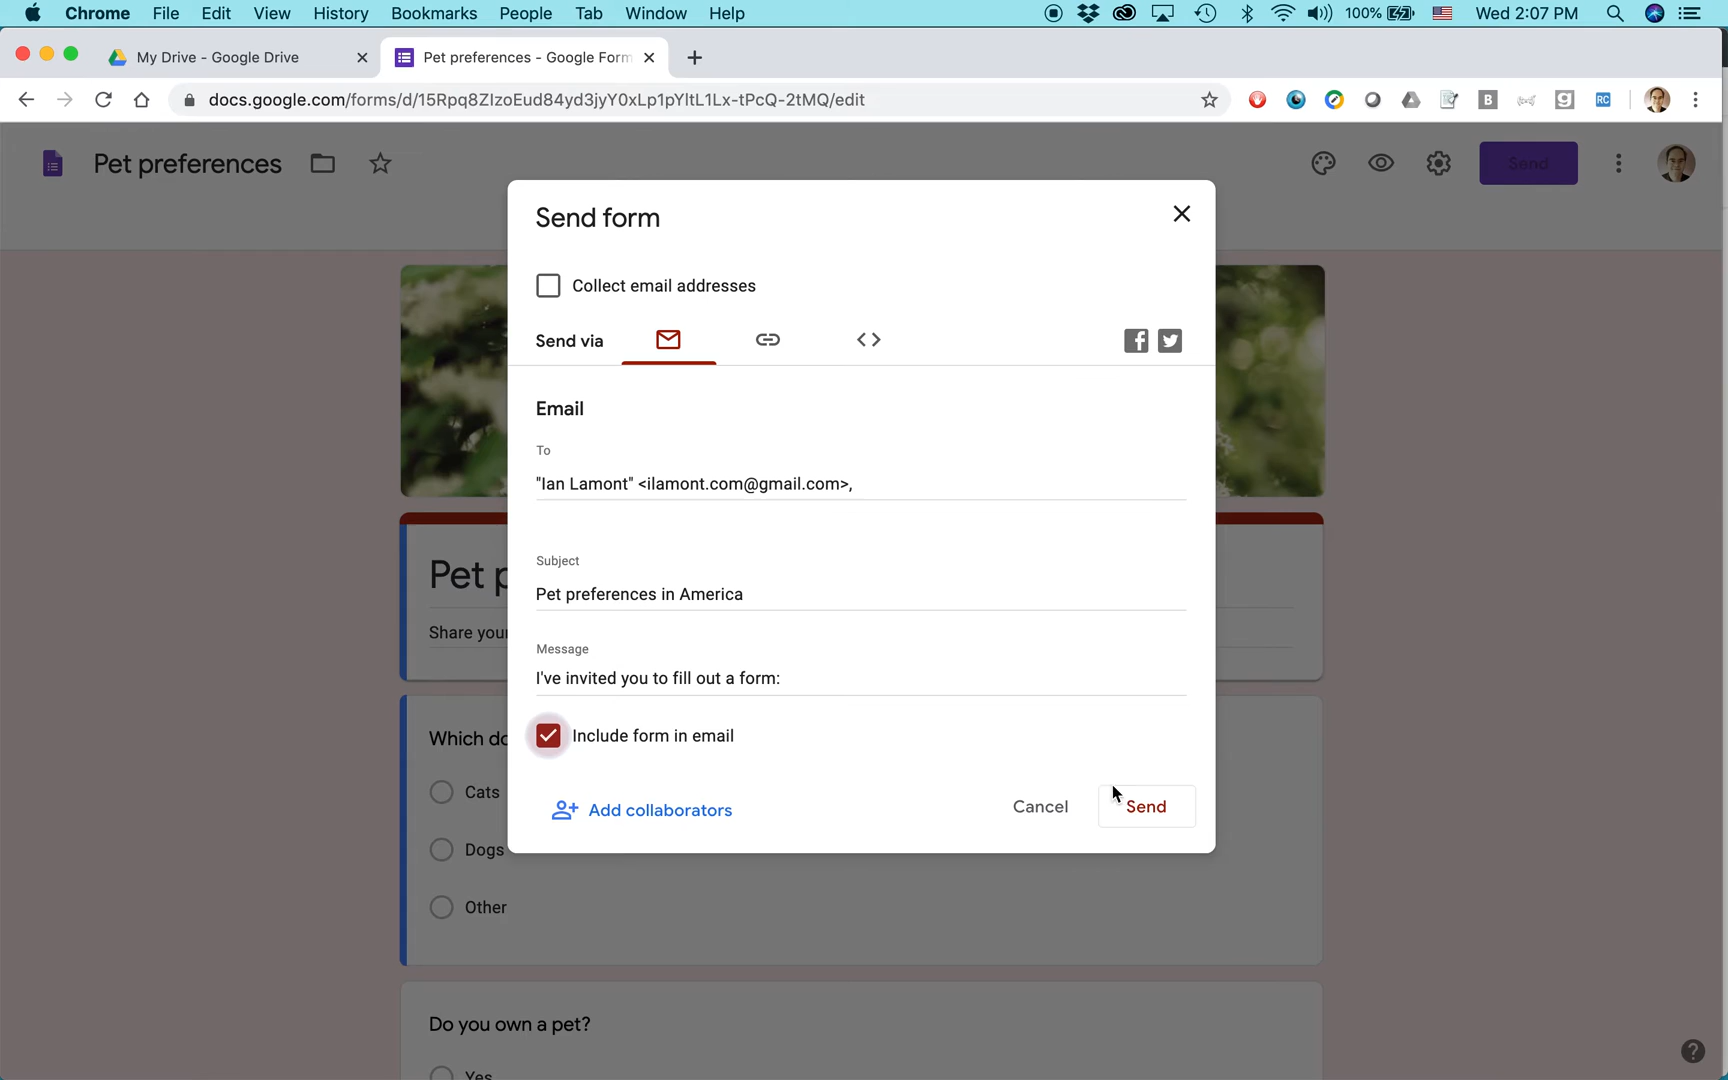 Chrome File Edit View History Bookmarks People Tab Window Help 100% Wed 2:07 PM
My Drive - Google Drive Pet preferences - Google Form
docs.google.com/forms/d/15Rpq8ZIzoEud84yd3jyY0xLp1pYltL1Lx-tPcQ-2tMQ/edit
B g RC
Pet preferences Send
Send form
Collect email addresses
Send via
Email
To
"Ian Lamont" <ilamont.com@gmail.com>,
Subject
Pet p
Pet preferences in America
Share your
Message
I've invited you to fill out a form:
Include form in email
Which do
Cats
Add collaborators Cancel Send
Dogs
Other
Do you own a pet?
Yes